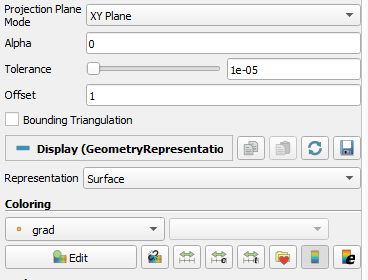 Projection Plane
Mode
XY Plane
Alpha
0
Tolerance
1e-05
Offset
1
Bounding Triangulation
Display (GeometryRepresentatio
Representation
Surface
Coloring
grad
Edit